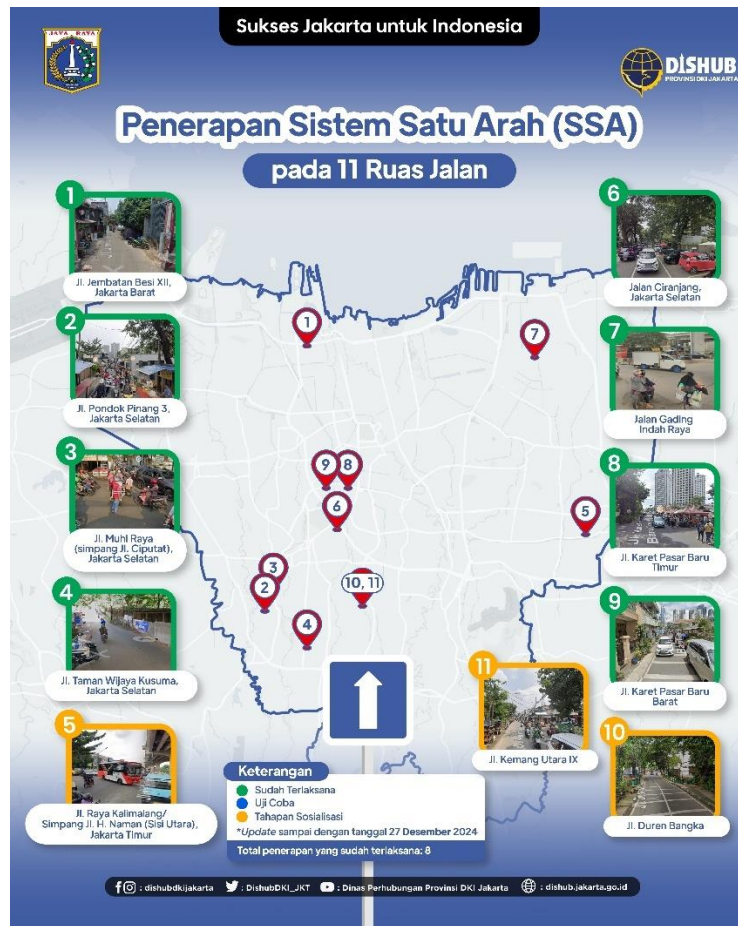 Sukses Jakarta untuk Indonesia
JAYA RAYA
DISHUB
PROVINSI DKI JAKARTA
Penerapan Sistem Satu Arah (SSA)
pada 11 Ruas Jalan
1
Jl. Jembatan Besi XII,
Jakarta Barat
2
Jl. Pondok Pinang 3,
Jakarta Selatan
3
Jl. Muhi Raya
(simpang Jl. Ciputat),
Jakarta Selatan
4
Jl. Taman Wijaya Kusuma,
Jakarta Selatan
5
Jl. Raya Kalimalang/
Simpang Jl. H. Naman (Sisi Utara),
Jakarta Timur
6
Jalan Ciranjang,
Jakarta Selatan
7
Jalan Gading
Indah Raya
8
Jl. Karet Pasar Baru
Timur
9
Jl. Karet Pasar Baru
Barat
10
Jl. Duren Bangka
11
Jl. Kemang Utara IX
1
7
9
8
6
5
3
2
10, 11
4
Keterangan
Sudah Terlaksana
Uji Coba
Tahapan Sosialisasi
*Update sampai dengan tanggal 27 Desember 2024
Total penerapan yang sudah terlaksana: 8
: dishubdkijakarta
: DishubDKI_JKT
: Dinas Perhubungan Provinsi DKI Jakarta
: dishub.jakarta.go.id